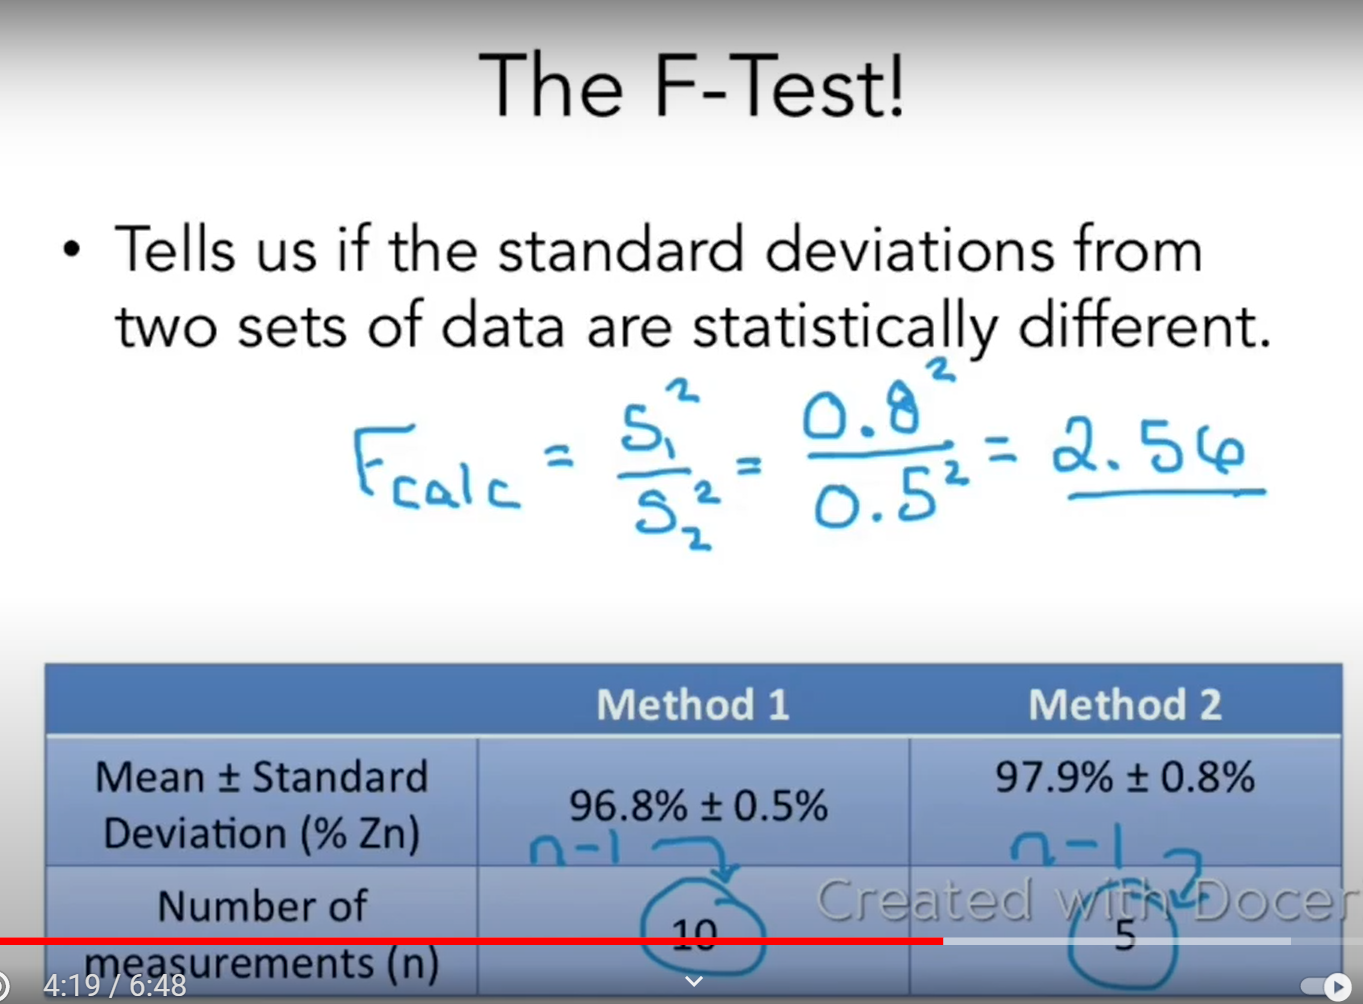 The F-Test!
• Tells us if the standard deviations from
two sets of data are statistically different.
Fcalc = S₁²/S₂² = 0.8²/0.5² = 2.56
Method 1 Method 2
Mean ± Standard
Deviation (% Zn) 96.8% ± 0.5% 97.9% ± 0.8%
n-1 n-1
Created with Docer
Number of
measurements (n) 10 5
4:19 / 6:48